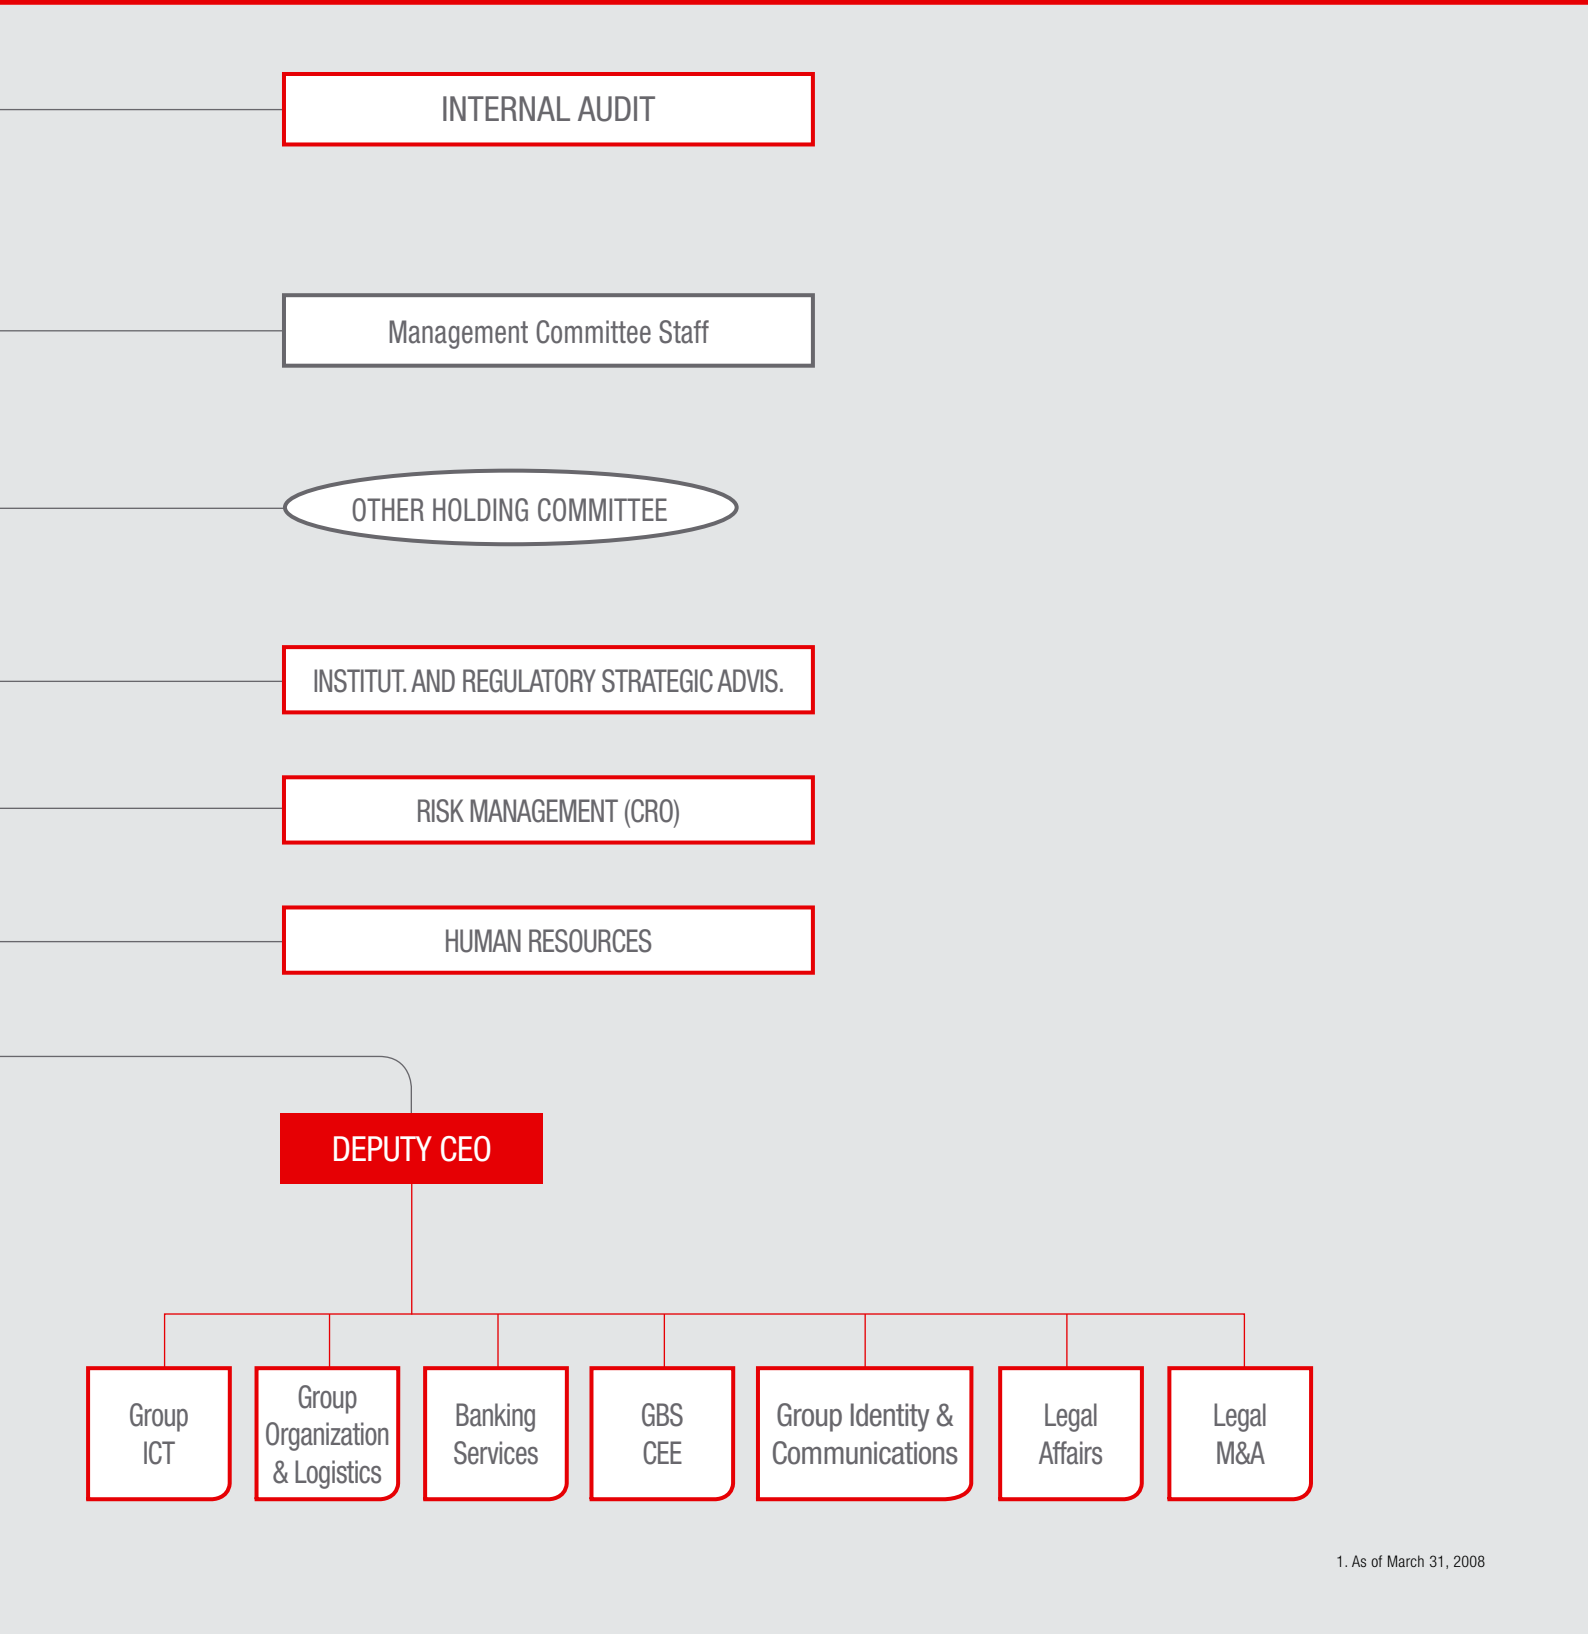 INTERNAL AUDIT
Management Committee Staff
OTHER HOLDING COMMITTEE
INSTITUT. AND REGULATORY STRATEGIC ADVIS.
RISK MANAGEMENT (CRO)
HUMAN RESOURCES
DEPUTY CEO
Group
ICT
Group
Organization
& Logistics
Banking
Services
GBS
CEE
Group Identity &
Communications
Legal
Affairs
Legal
M&A
1. As of March 31, 2008